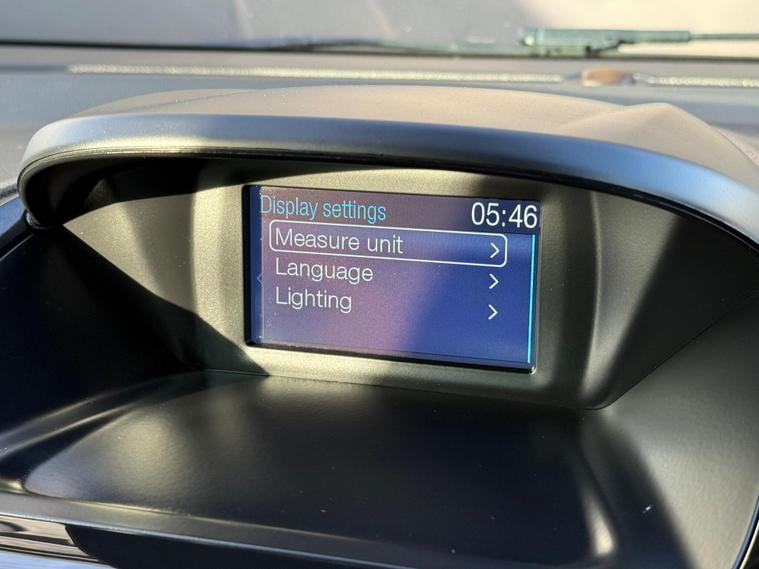 Display settings
05:46
Measure unit
Language
Lighting